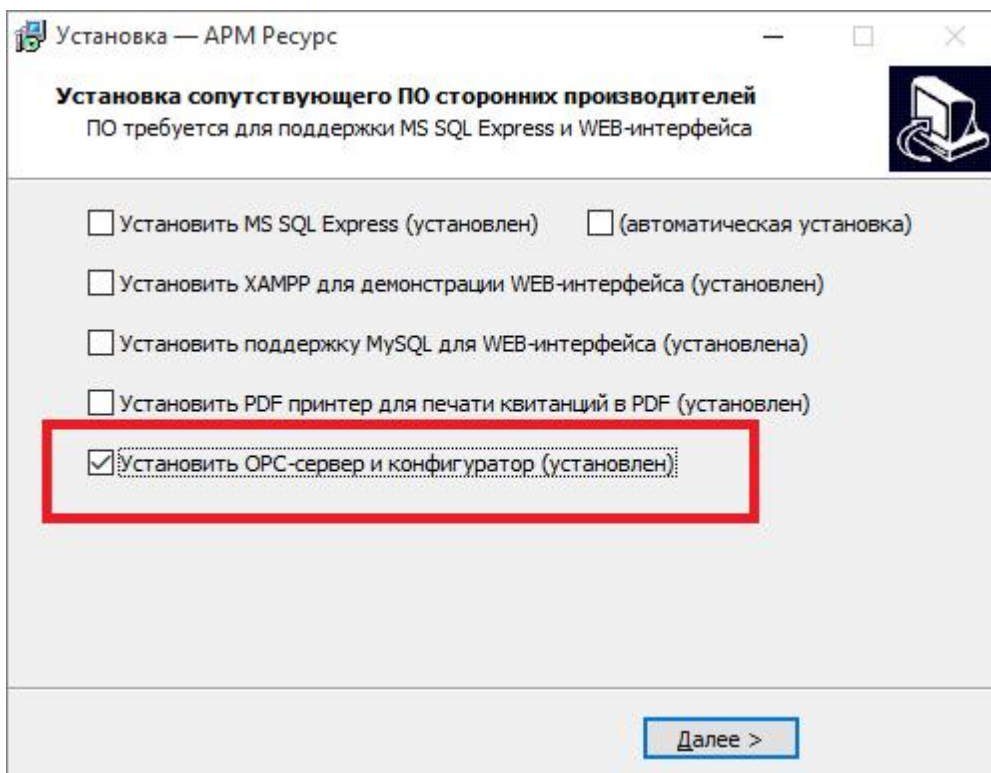 Установка — АРМ Ресурс
Установка сопутствующего ПО сторонних производителей
ПО требуется для поддержки MS SQL Express и WEB-интерфейса
Установить MS SQL Express (установлен) (автоматическая установка)
Установить XAMPP для демонстрации WEB-интерфейса (установлен)
Установить поддержку MySQL для WEB-интерфейса (установлена)
Установить PDF принтер для печати квитанций в PDF (установлен)
Установить OPC-сервер и конфигуратор (установлен)
Далее >